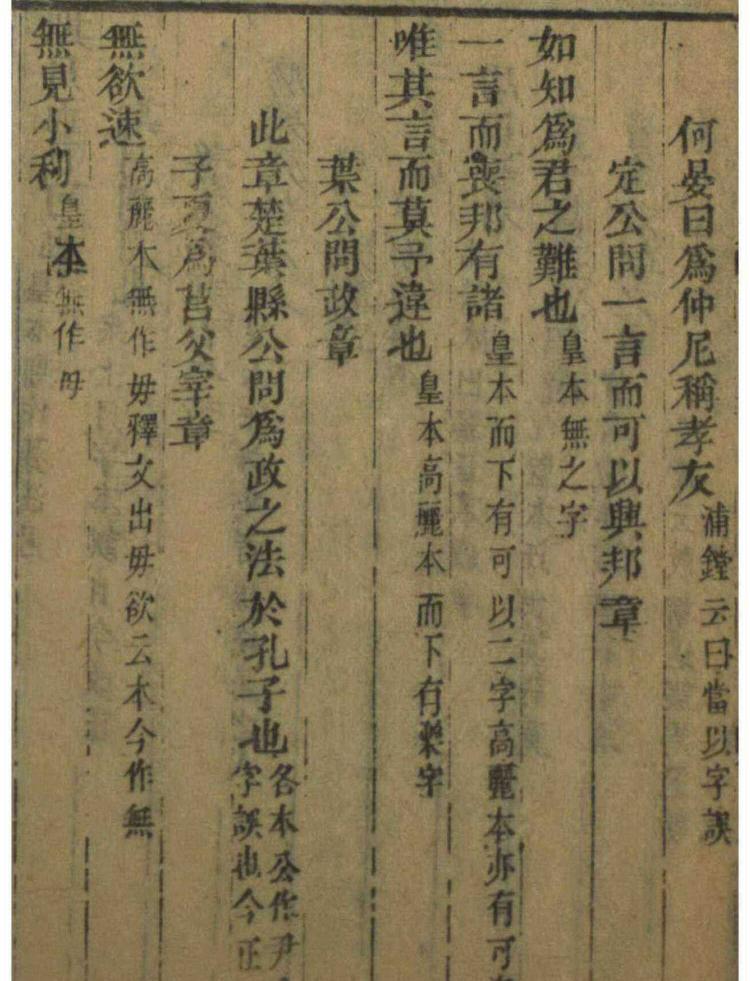 何晏曰爲仲尼稱孝友浦鏜云曰當以字誤
定公問一言而可以興邦章
如知爲君之難也皇本無之字
一言而喪邦有諸皇本而下有可以二字高麗本亦有可
唯其言而莫予違也皇本高麗本而下有樂字
葉公問政章
此章楚葉縣公問爲政之法於孔子也各本公作尹字誤也今正
子夏爲莒父宰章
無欲速高麗本無作毋釋文出毋欲云本今作無
無見小利皇本無作毋